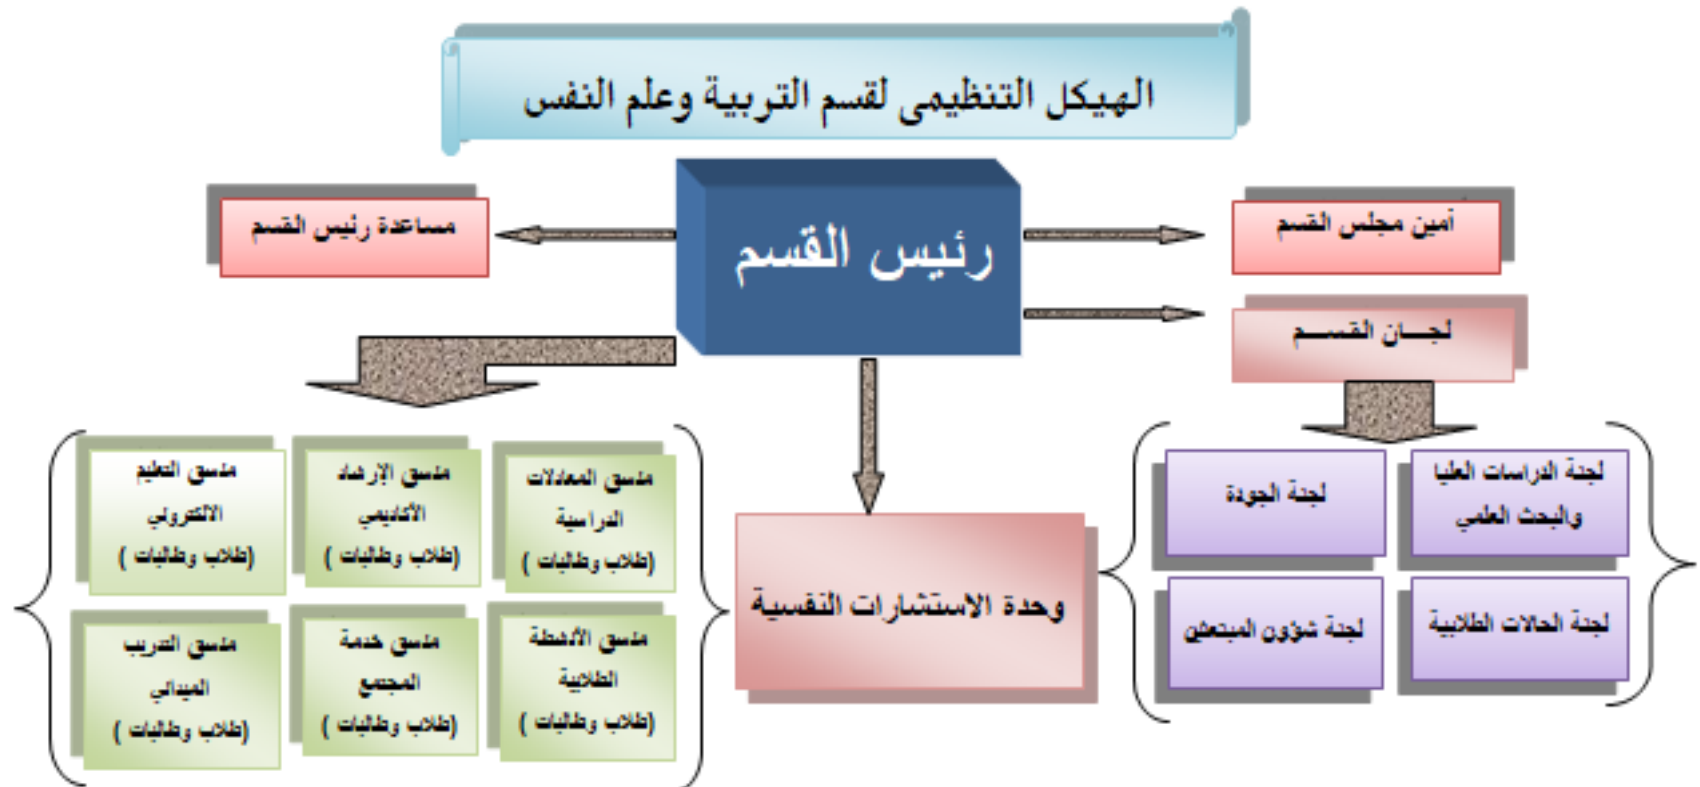 الهيكل التنظيمى لقسم التربية وعلم النفس
رئيس القسم
أمين مجلس القسم
مساعدة رئيس القسم
لجـــان القســـم
لجنة الدراسات العليا
والبحث العلمي
لجنة الجودة
لجنة الحالات الطلابية
لجنة شؤون المبتعثين
وحدة الاستشارات النفسية
منسق المعادلات
الدراسية
(طلاب وطالبات )
منسق الإرشاد
الأكاديمي
(طلاب وطالبات )
منسق التعليم
الالكتروني
(طلاب وطالبات )
منسق الأنشطة
الطلابية
(طلاب وطالبات )
منسق خدمة
المجتمع
(طلاب وطالبات )
منسق التدريب
الميداني
(طلاب وطالبات )